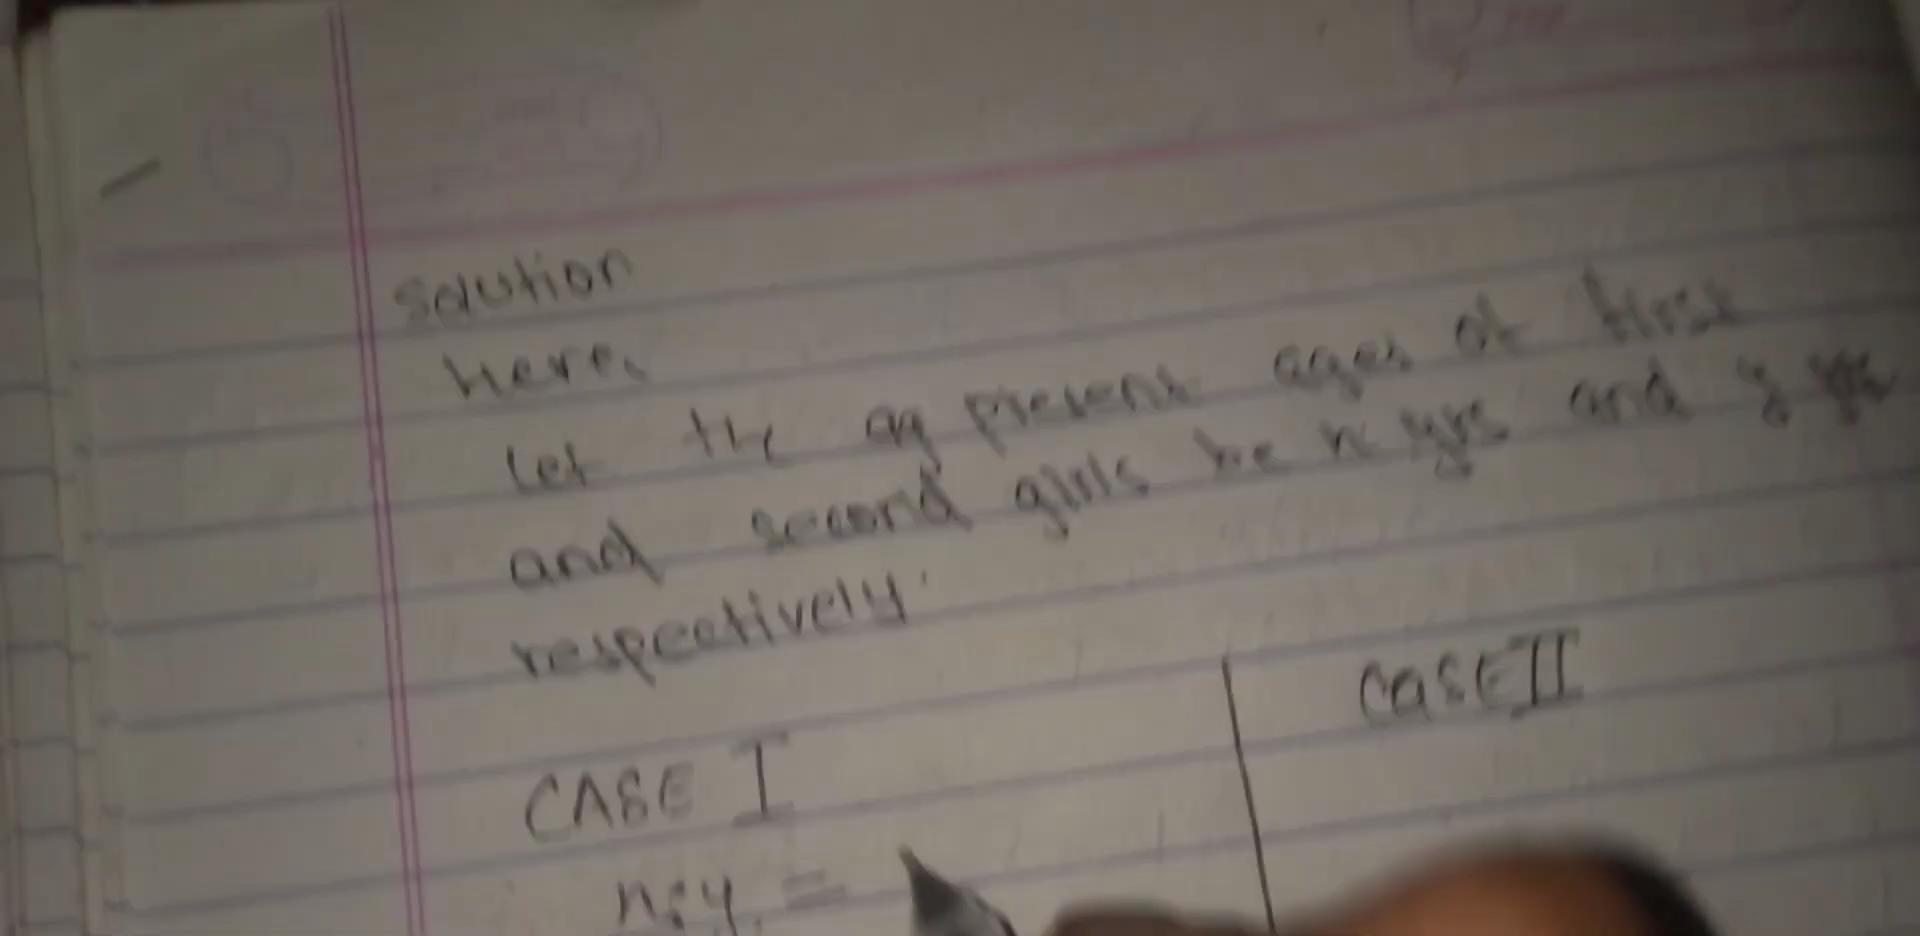 Solution
here,
Let the ag present ages of first
and second girls be x yrs and y yrs
respectively.
CASE I
CASE II
x:y =